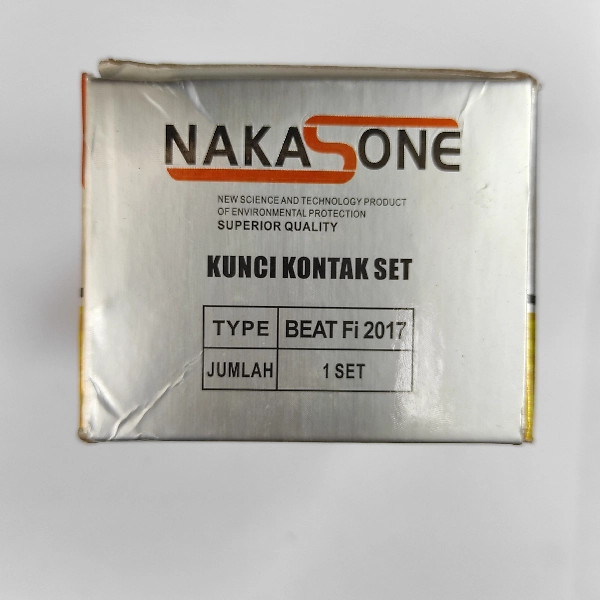 NAKASONE
NEW SCIENCE AND TECHNOLOGY PRODUCT
OF ENVIRONMENTAL PROTECTION
SUPERIOR QUALITY
KUNCI KONTAK SET
TYPE BEAT Fi 2017
JUMLAH 1 SET